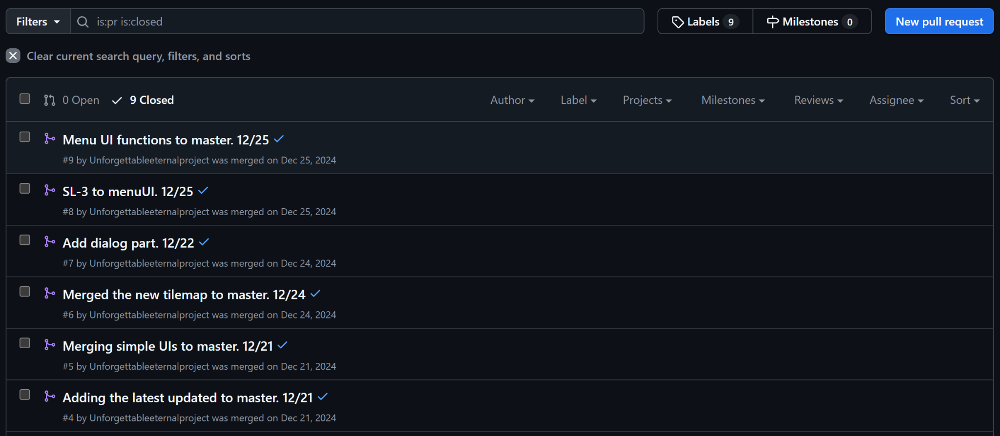 Filters is:pr is:closed Labels 9 Milestones 0 New pull request
Clear current search query, filters, and sorts
0 Open 9 Closed Author Label Projects Milestones Reviews Assignee Sort
Menu UI functions to master. 12/25
#9 by Unforgettableeternalproject was merged on Dec 25, 2024
SL-3 to menuUI. 12/25
#8 by Unforgettableeternalproject was merged on Dec 25, 2024
Add dialog part. 12/22
#7 by Unforgettableeternalproject was merged on Dec 24, 2024
Merged the new tilemap to master. 12/24
#6 by Unforgettableeternalproject was merged on Dec 24, 2024
Merging simple UIs to master. 12/21
#5 by Unforgettableeternalproject was merged on Dec 21, 2024
Adding the latest updated to master. 12/21
#4 by Unforgettableeternalproject was merged on Dec 21, 2024